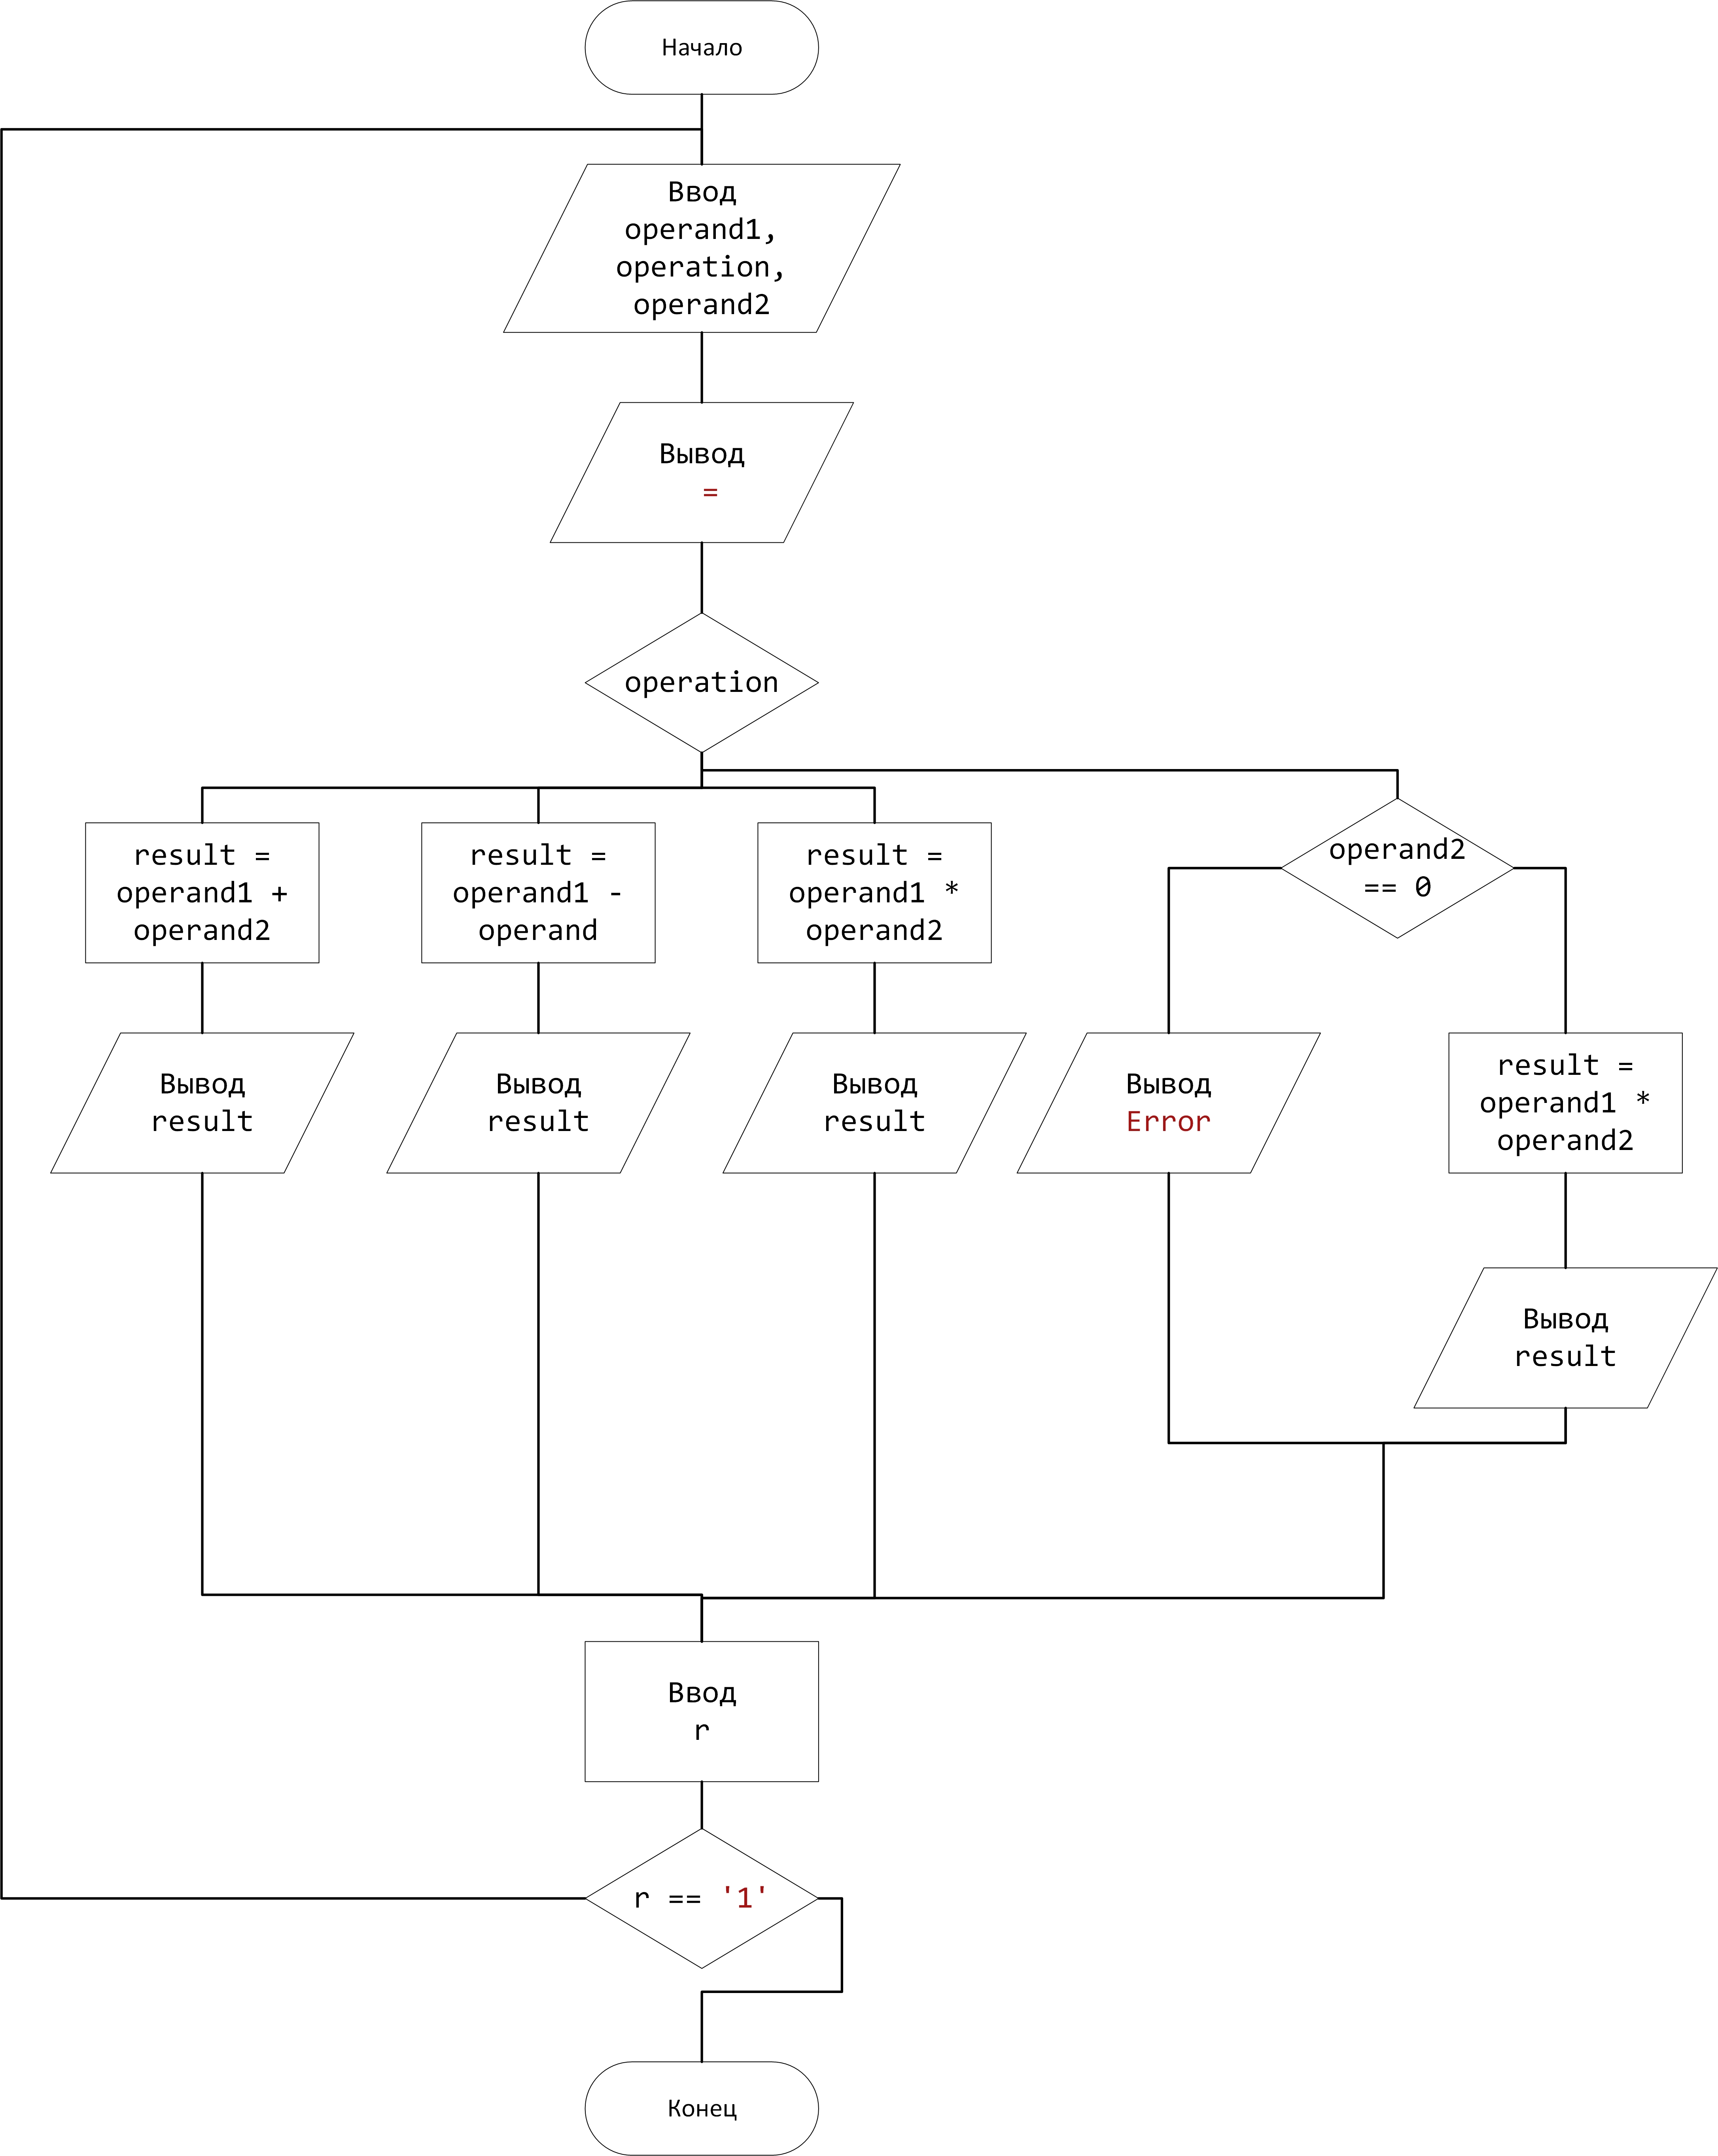 Начало
Ввод
operand1,
operation,
operand2
Вывод
=
operation
result =
operand1 +
operand2
result =
operand1 -
operand
result =
operand1 *
operand2
operand2
== 0
Вывод
result
Вывод
result
Вывод
result
Вывод
Error
result =
operand1 *
operand2
Вывод
result
Ввод
r
r == '1'
Конец